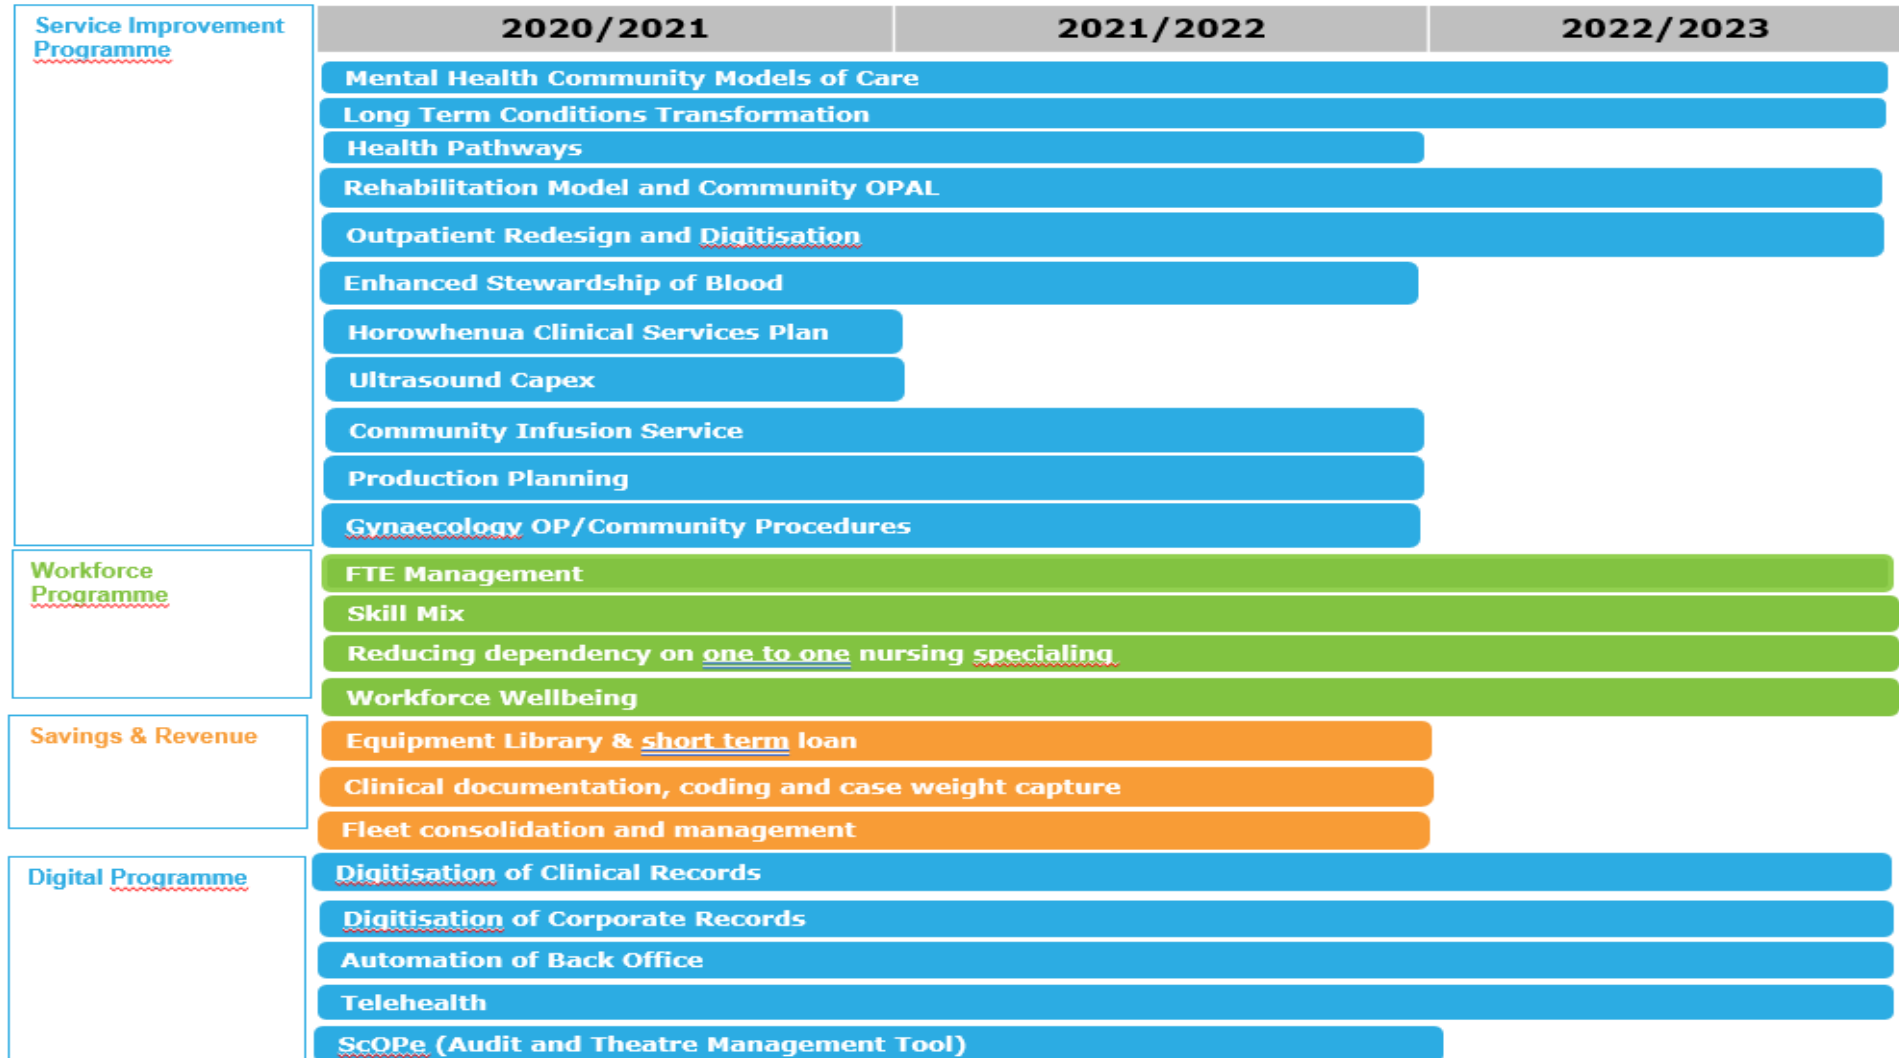 Service Improvement
Programme
2020/2021
2021/2022
2022/2023
Mental Health Community Models of Care
Long Term Conditions Transformation
Health Pathways
Rehabilitation Model and Community OPAL
Outpatient Redesign and Digitisation
Enhanced Stewardship of Blood
Horowhenua Clinical Services Plan
Ultrasound Capex
Community Infusion Service
Production Planning
Gynaecology OP/Community Procedures
Workforce
Programme
FTE Management
Skill Mix
Reducing dependency on one to one nursing specialing
Workforce Wellbeing
Savings & Revenue
Equipment Library & short term loan
Clinical documentation, coding and case weight capture
Fleet consolidation and management
Digital Programme
Digitisation of Clinical Records
Digitisation of Corporate Records
Automation of Back Office
Telehealth
ScOPe (Audit and Theatre Management Tool)